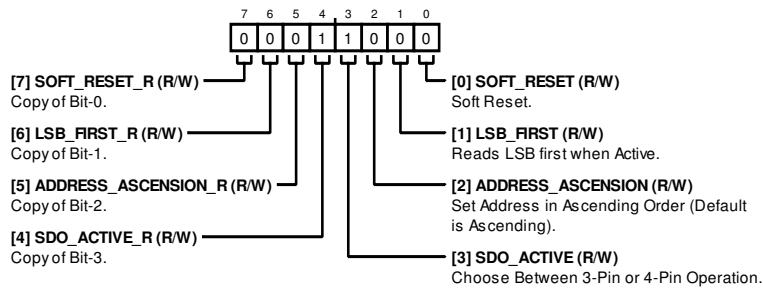 7 6 5 4 3 2 1 0
0 0 0 1 1 0 0 0
[7] SOFT_RESET_R (R/W)
Copy of Bit-0.
[6] LSB_FIRST_R (R/W)
Copy of Bit-1.
[5] ADDRESS_ASCENSION_R (R/W)
Copy of Bit-2.
[4] SDO_ACTIVE_R (R/W)
Copy of Bit-3.
[0] SOFT_RESET (R/W)
Soft Reset.
[1] LSB_FIRST (R/W)
Reads LSB first when Active.
[2] ADDRESS_ASCENSION (R/W)
Set Address in Ascending Order (Default
is Ascending).
[3] SDO_ACTIVE (R/W)
Choose Between 3-Pin or 4-Pin Operation.